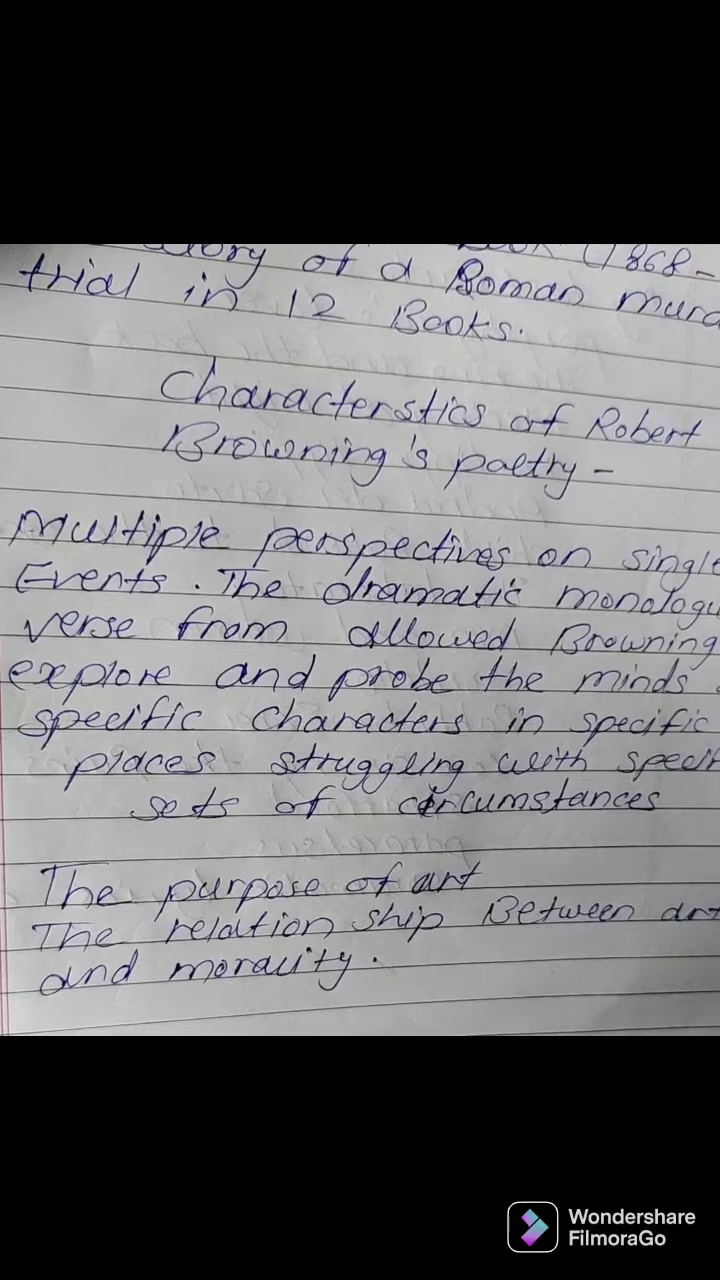 story of a (1868-
trial in 12 Books.
Characterstics of Robert
Browning's poetry -
Multiple perspectives on single
Events. The dramatic monologu
verse from allowed Browning
explore and probe the minds
specific characters in specific
places struggling with specif
sets of circumstances
The purpose of art
The relation ship Between art
and morality.
Wondershare
FilmoraGo